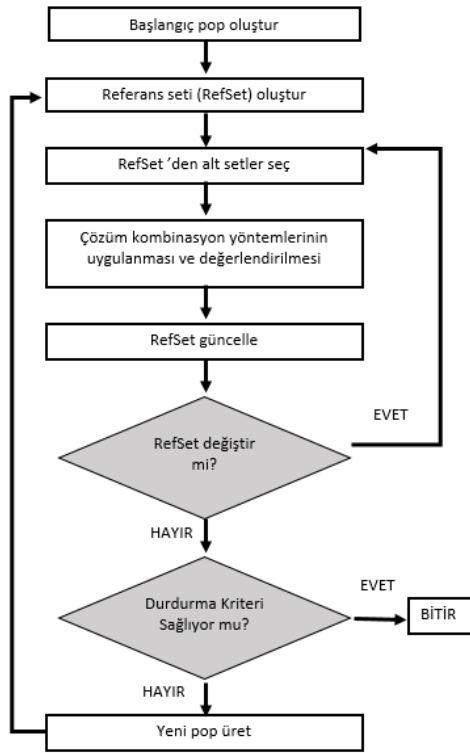 Başlangıç pop oluştur
Referans seti (RefSet) oluştur
RefSet 'den alt setler seç
Çözüm kombinasyon yöntemlerinin
uygulanması ve değerlendirilmesi
RefSet güncelle
RefSet değiştir
mi?
EVET
HAYIR
Durdurma Kriteri
Sağlıyor mu?
EVET
BİTİR
HAYIR
Yeni pop üret